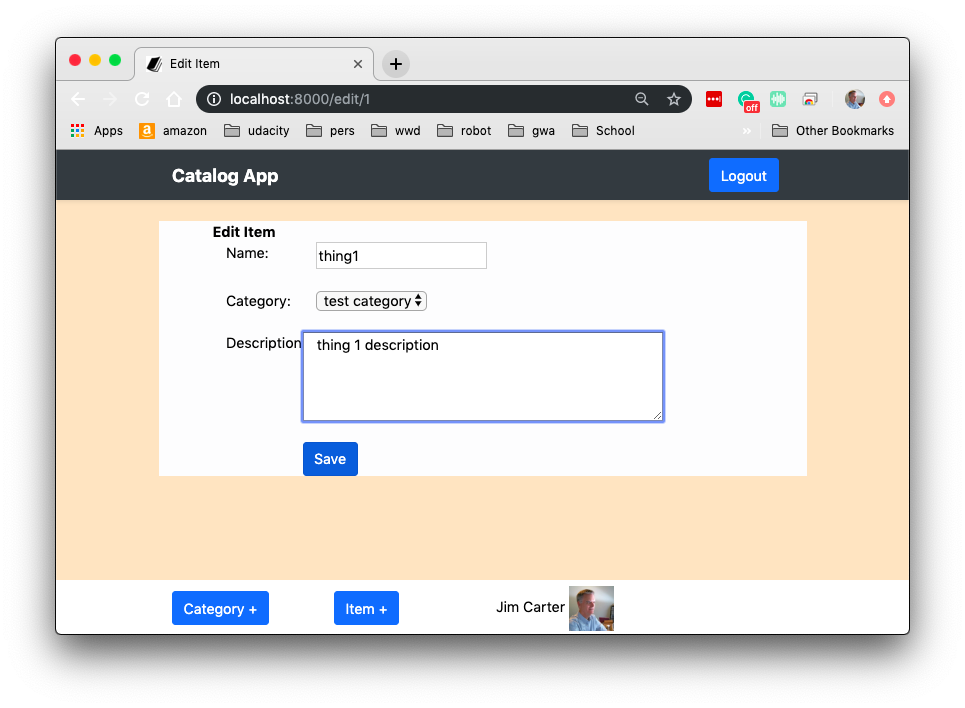 Edit Item
localhost:8000/edit/1
off
Apps
a
amazon
udacity
pers
wwd
robot
gwa
School
»
Other Bookmarks
Catalog App
Logout
Edit Item
Name:
thing1
Category:
test category
Description
thing 1 description
Save
Category +
Item +
Jim Carter